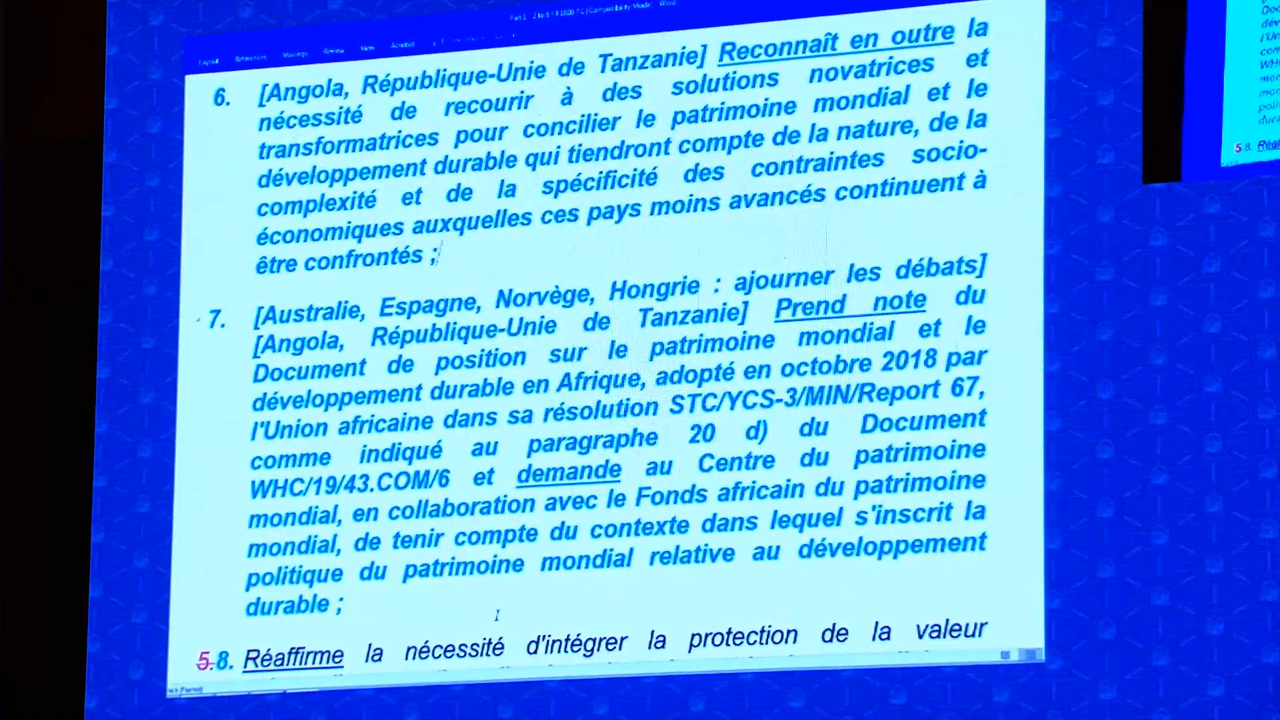 Layout References Mailings Review View Acrobat
6. [Angola, République-Unie de Tanzanie] Reconnaît en outre la
nécessité de recourir à des solutions novatrices et
transformatrices pour concilier le patrimoine mondial et le
développement durable qui tiendront compte de la nature, de la
complexité et de la spécificité des contraintes socio-
économiques auxquelles ces pays moins avancés continuent à
être confrontés ;
7. [Australie, Espagne, Norvège, Hongrie : ajourner les débats]
[Angola, République-Unie de Tanzanie] Prend note du
Document de position sur le patrimoine mondial et le
développement durable en Afrique, adopté en octobre 2018 par
l'Union africaine dans sa résolution STC/YCS-3/MIN/Report 67,
comme indiqué au paragraphe 20 d) du Document
WHC/19/43.COM/6 et demande au Centre du patrimoine
mondial, en collaboration avec le Fonds africain du patrimoine
mondial, de tenir compte du contexte dans lequel s'inscrit la
politique du patrimoine mondial relative au développement
durable ;
5.8. Réaffirme la nécessité d'intégrer la protection de la valeur